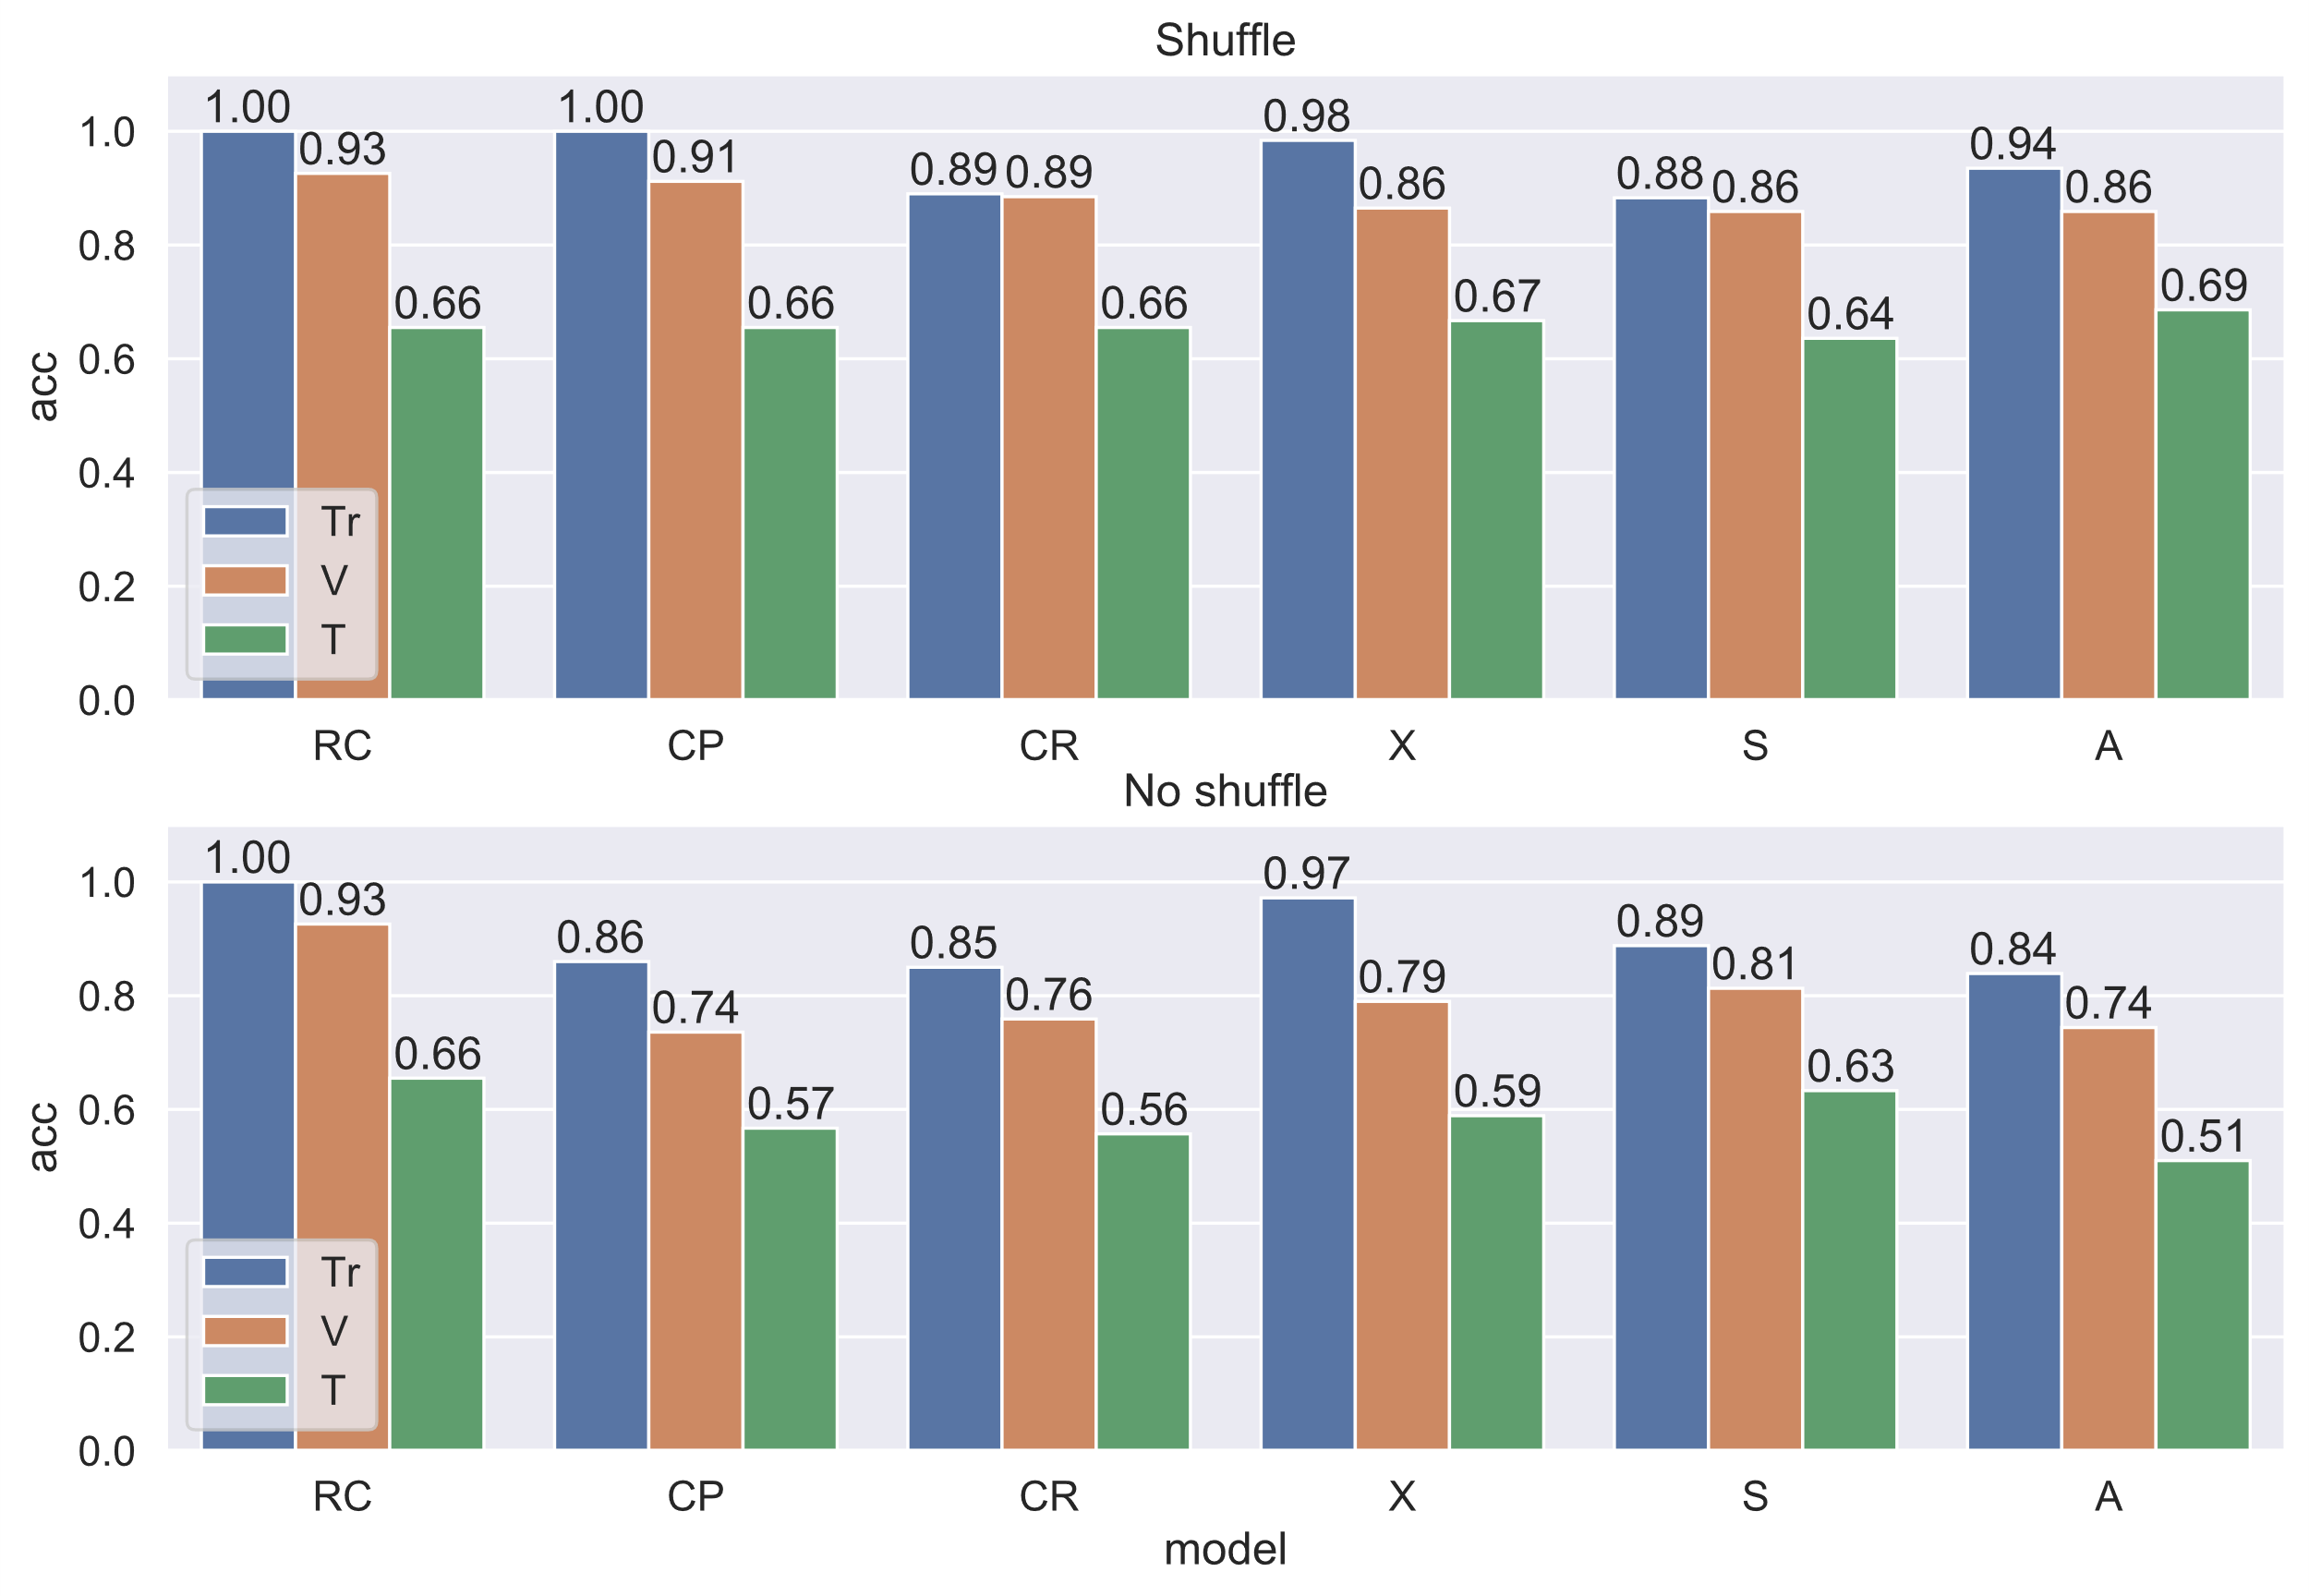 Shuffle
acc
1.0
0.8
0.6
0.4
0.2
0.0
1.00 0.93 0.66 1.00 0.91 0.66 0.89 0.89 0.66 0.98 0.86 0.67 0.88 0.86 0.64 0.94 0.86 0.69
Tr
V
T
RC CP CR X S A
No shuffle
acc
1.0
0.8
0.6
0.4
0.2
0.0
1.00 0.93 0.66 0.86 0.74 0.57 0.85 0.76 0.56 0.97 0.79 0.59 0.89 0.81 0.63 0.84 0.74 0.51
Tr
V
T
RC CP CR X S A
model